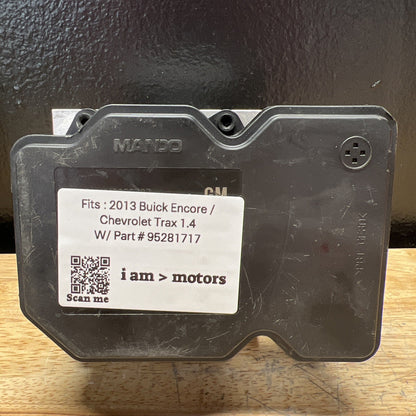 MANDO
GM
Fits : 2013 Buick Encore /
Chevrolet Trax 1.4
W/ Part # 95281717
i am > motors
Scan me